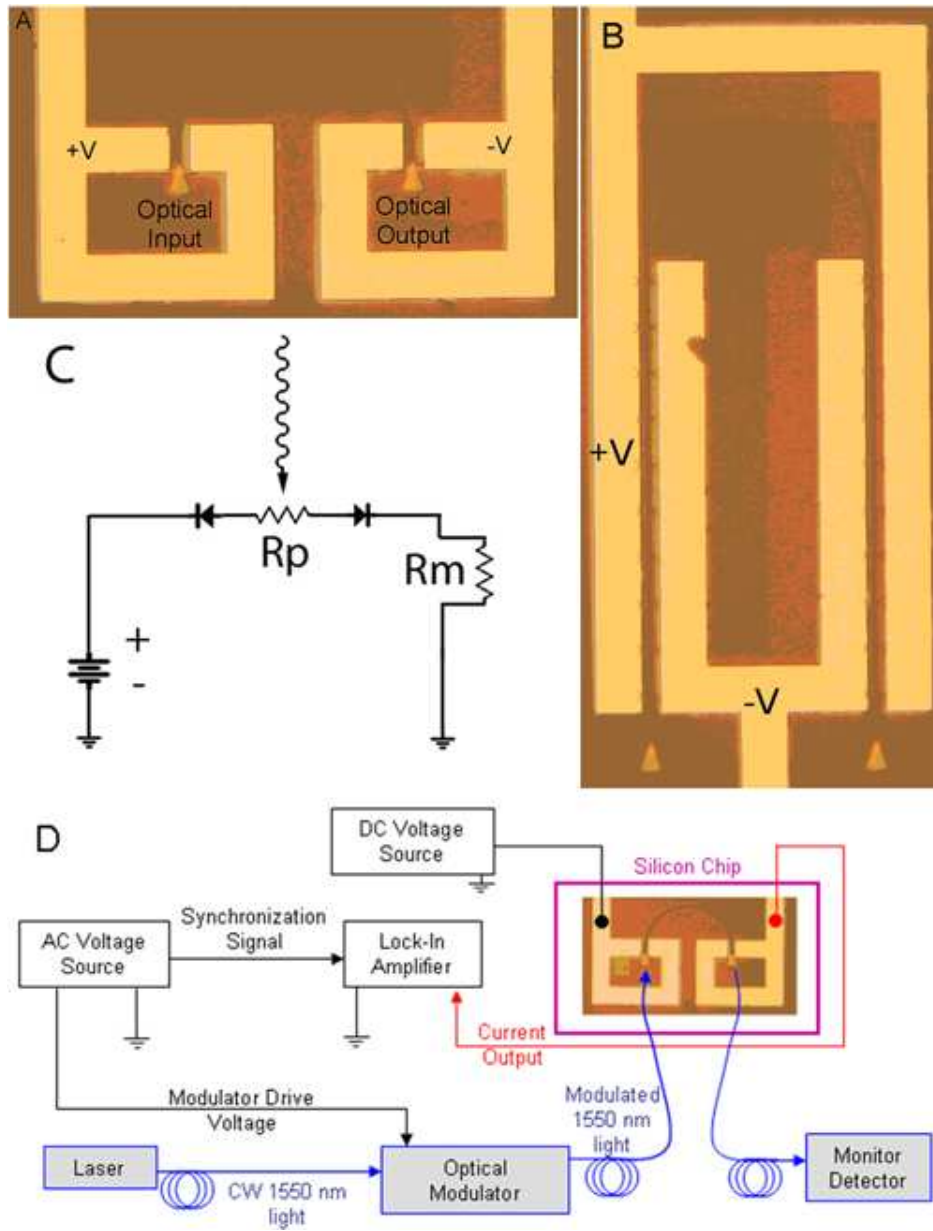 A
+V
-V
Optical
Input
Optical
Output
B
+V
-V
C
Rp
Rm
+
-
D
DC Voltage
Source
Silicon Chip
Synchronization
Signal
AC Voltage
Source
Lock-In
Amplifier
Current
Output
Modulator Drive
Voltage
Modulated
1550 nm
light
Laser
CW 1550 nm
light
Optical
Modulator
Monitor
Detector